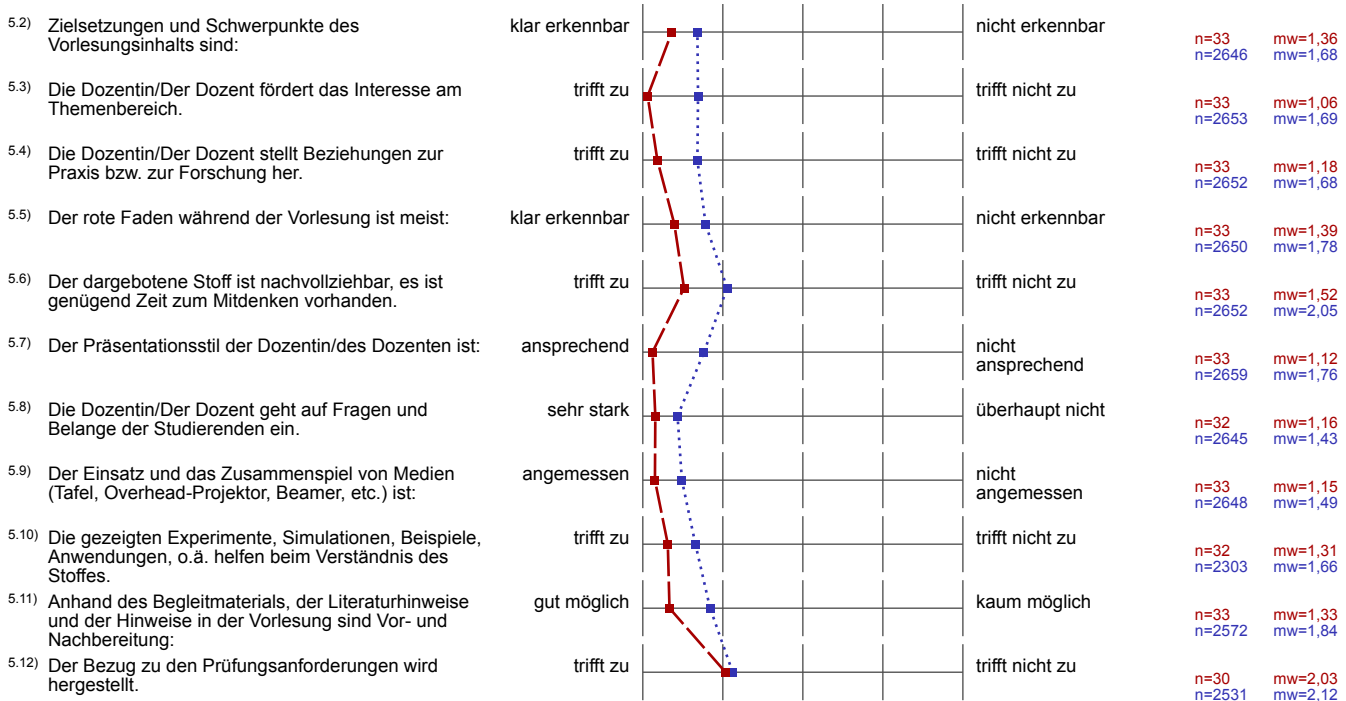 5.2) Zielsetzungen und Schwerpunkte des klar erkennbar nicht erkennbar
Vorlesungsinhalts sind:
n=33 mw=1,36
n=2646 mw=1,68
5.3) Die Dozentin/Der Dozent fördert das Interesse am trifft zu trifft nicht zu
Themenbereich.
n=33 mw=1,06
n=2653 mw=1,69
5.4) Die Dozentin/Der Dozent stellt Beziehungen zur trifft zu trifft nicht zu
Praxis bzw. zur Forschung her.
n=33 mw=1,18
n=2652 mw=1,68
5.5) Der rote Faden während der Vorlesung ist meist: klar erkennbar nicht erkennbar
n=33 mw=1,39
n=2650 mw=1,78
5.6) Der dargebotene Stoff ist nachvollziehbar, es ist trifft zu trifft nicht zu
genügend Zeit zum Mitdenken vorhanden.
n=33 mw=1,52
n=2652 mw=2,05
5.7) Der Präsentationsstil der Dozentin/des Dozenten ist: ansprechend nicht
ansprechend
n=33 mw=1,12
n=2659 mw=1,76
5.8) Die Dozentin/Der Dozent geht auf Fragen und sehr stark überhaupt nicht
Belange der Studierenden ein.
n=32 mw=1,16
n=2645 mw=1,43
5.9) Der Einsatz und das Zusammenspiel von Medien angemessen nicht
(Tafel, Overhead-Projektor, Beamer, etc.) ist: angemessen
n=33 mw=1,15
n=2648 mw=1,49
5.10) Die gezeigten Experimente, Simulationen, Beispiele, trifft zu trifft nicht zu
Anwendungen, o.ä. helfen beim Verständnis des
Stoffes.
n=32 mw=1,31
n=2303 mw=1,66
5.11) Anhand des Begleitmaterials, der Literaturhinweise gut möglich kaum möglich
und der Hinweise in der Vorlesung sind Vor- und
Nachbereitung:
n=33 mw=1,33
n=2572 mw=1,84
5.12) Der Bezug zu den Prüfungsanforderungen wird trifft zu trifft nicht zu
hergestellt.
n=30 mw=2,03
n=2531 mw=2,12